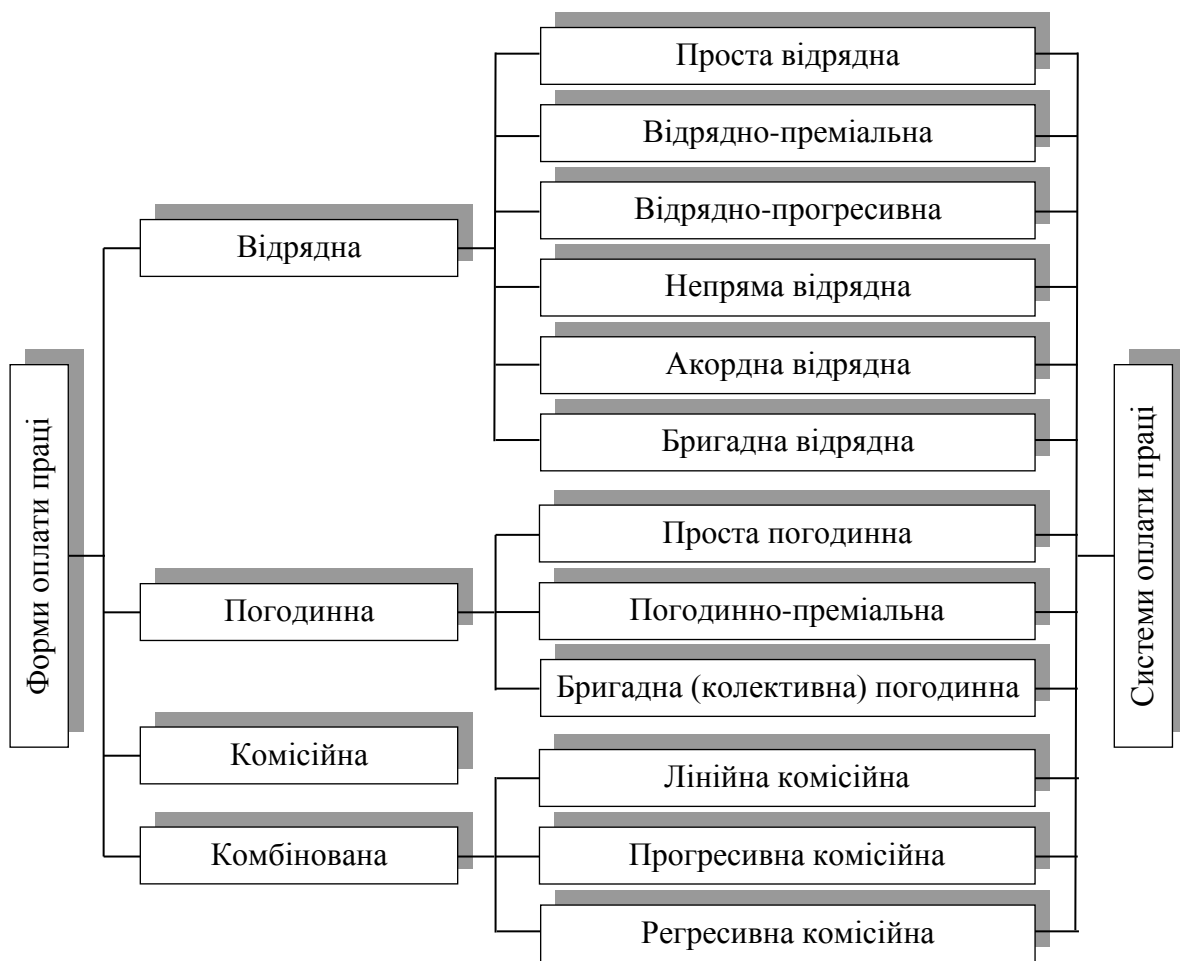 Форми оплати праці
Відрядна
Погодинна
Комісійна
Комбінована
Проста відрядна
Відрядно-преміальна
Відрядно-прогресивна
Непряма відрядна
Акордна відрядна
Бригадна відрядна
Проста погодинна
Погодинно-преміальна
Бригадна (колективна) погодинна
Лінійна комісійна
Прогресивна комісійна
Регресивна комісійна
Системи оплати праці